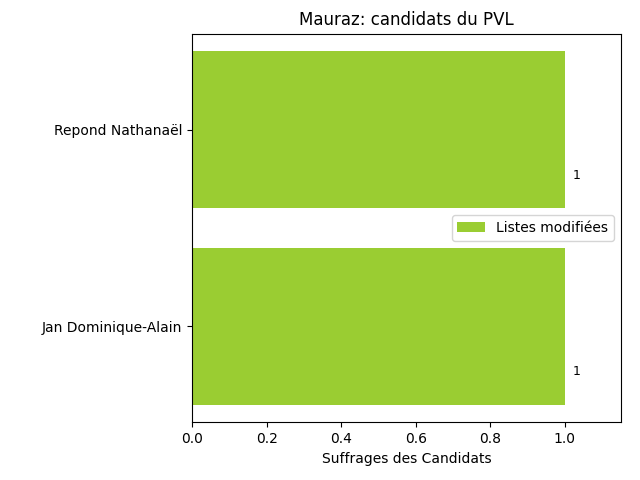 Mauraz: candidats du PVL
Repond Nathanaël
1
Listes modifiées
Jan Dominique-Alain
1
0.0 0.2 0.4 0.6 0.8 1.0
Suffrages des Candidats